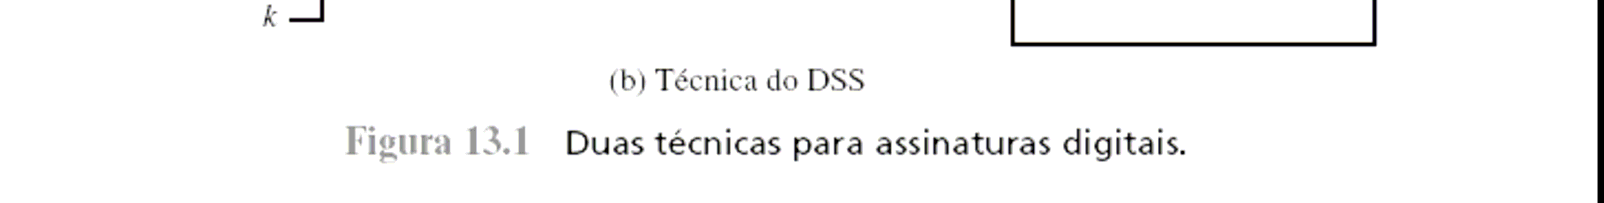 k
(b) Técnica do DSS
Figura 13.1 Duas técnicas para assinaturas digitais.